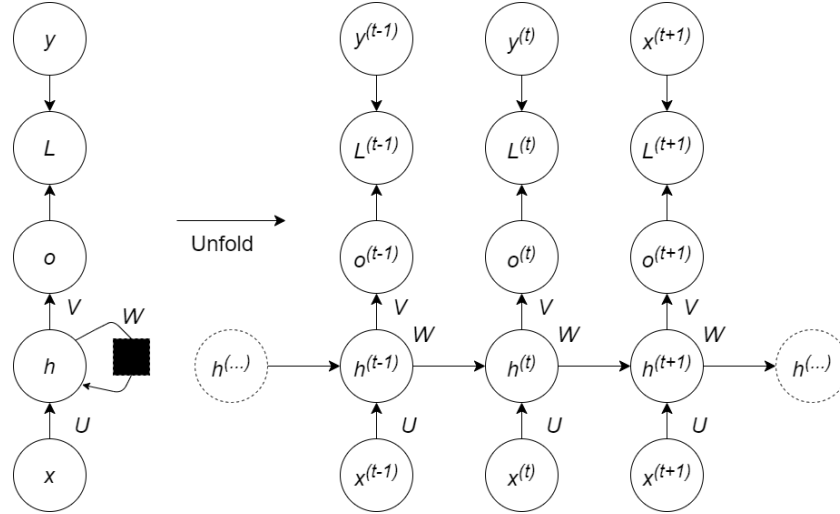 y y(t-1) y(t) x(t+1)
L L(t-1) L(t) L(t+1)
Unfold
o o(t-1) o(t) o(t+1)
V W V V V
W W W
h h(...) h(t-1) h(t) h(t+1) h(...)
U U U U
x x(t-1) x(t) x(t+1)